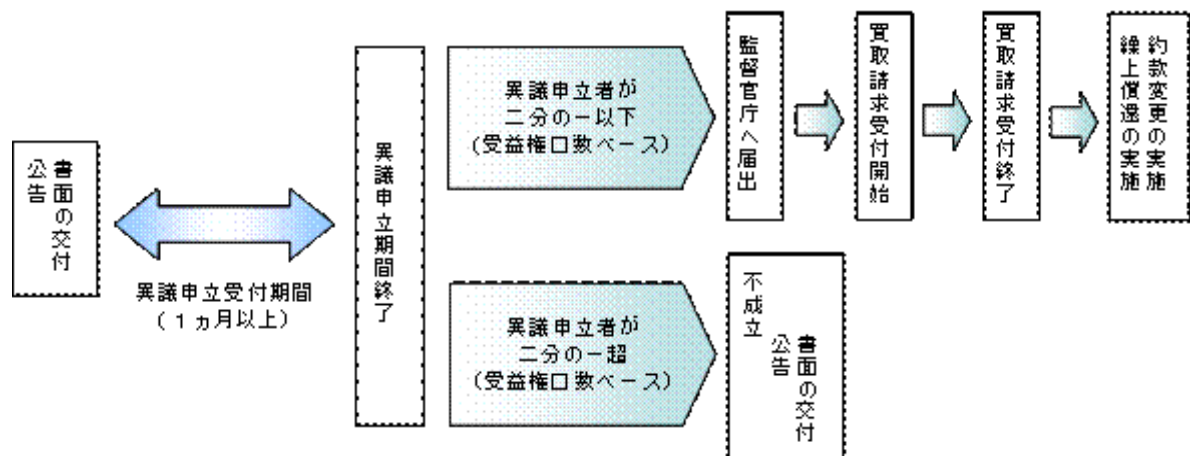 書面の交付
公告
異議申立受付期間
（１ヵ月以上）
異議申立期間終了
異議申立者が
二分の一以下
（受益権口数ベース）
監督官庁へ届出
買取請求受付開始
買取請求受付終了
約款変更の実施
繰上償還の実施
異議申立者が
二分の一超
（受益権口数ベース）
不成立
書面の交付
公告